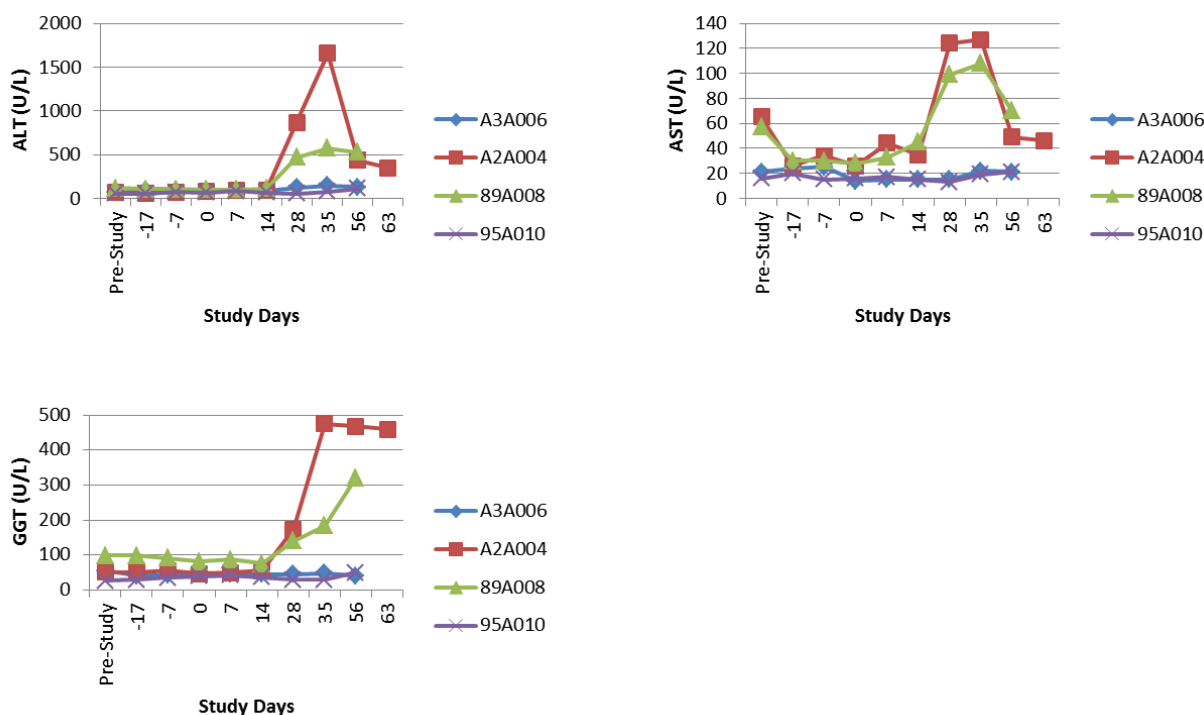 ALT (U/L)
2000
1500
1000
500
0
Pre-Study
-17
-7
0
7
14
28
35
56
63
Study Days
A3A006
A2A004
89A008
95A010
AST (U/L)
140
120
100
80
60
40
20
0
Pre-Study
-17
-7
0
7
14
28
35
56
63
Study Days
A3A006
A2A004
89A008
95A010
GGT (U/L)
500
400
300
200
100
0
Pre-Study
-17
-7
0
7
14
28
35
56
63
Study Days
A3A006
A2A004
89A008
95A010